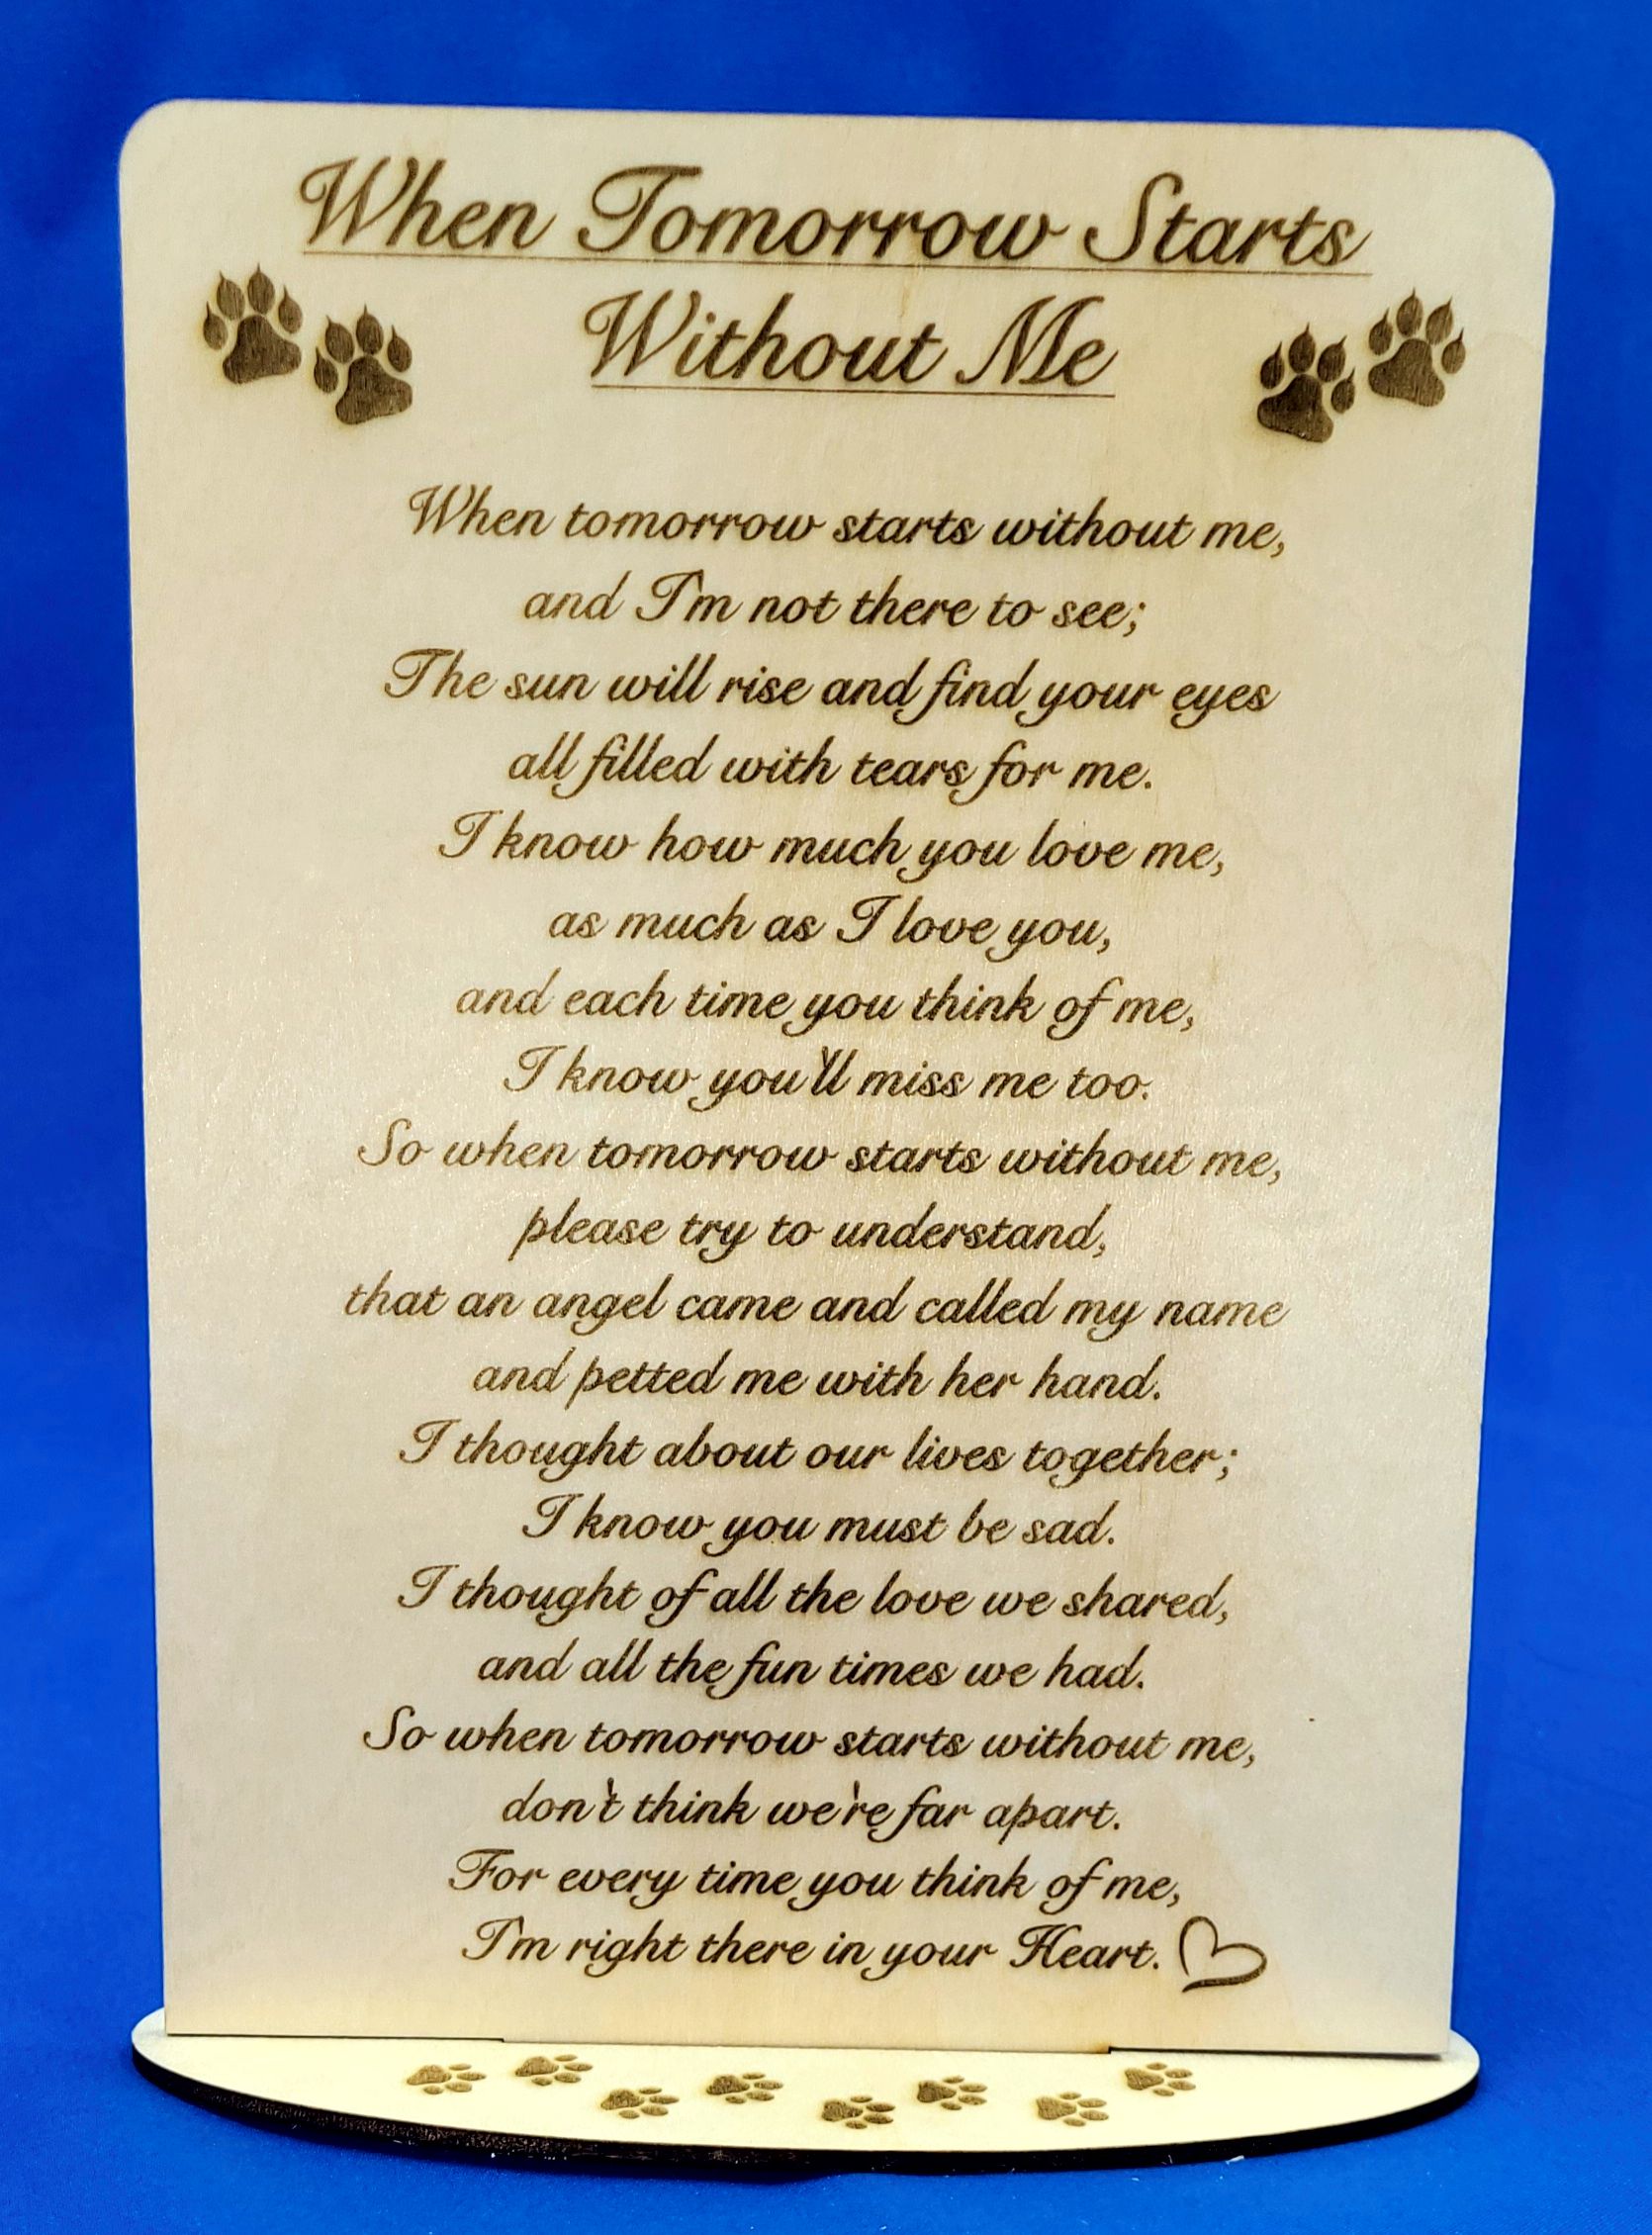 When Tomorrow Starts
Without Me
When tomorrow starts without me,
and I'm not there to see;
The sun will rise and find your eyes
all filled with tears for me.
I know how much you love me,
as much as I love you,
and each time you think of me,
I know you'll miss me too.
So when tomorrow starts without me,
please try to understand,
that an angel came and called my name
and petted me with her hand.
I thought about our lives together;
I know you must be sad.
I thought of all the love we shared,
and all the fun times we had.
So when tomorrow starts without me,
don't think we're far apart.
For every time you think of me,
I'm right there in your Heart.